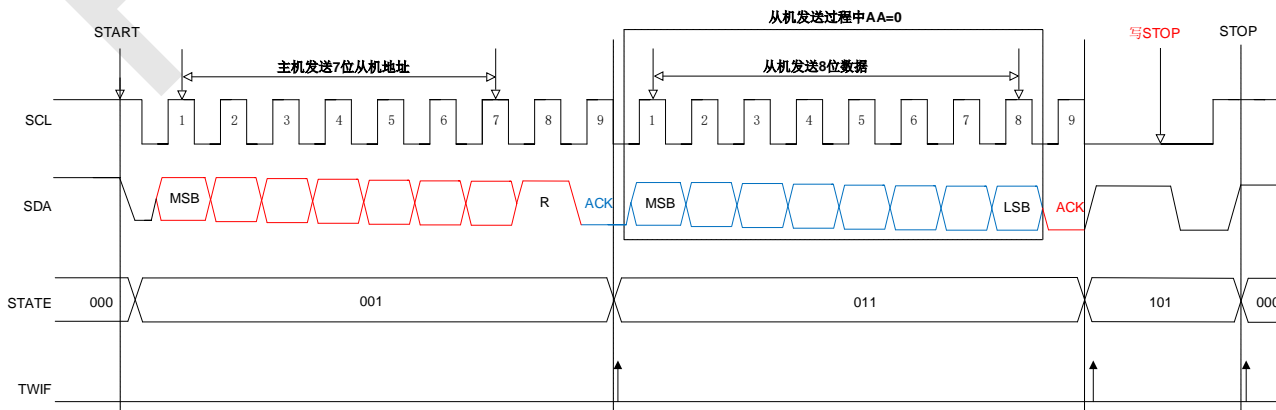 从机发送过程中AA=0
START
写STOP
STOP
主机发送7位从机地址
从机发送8位数据
SCL
1 2 3 4 5 6 7 8 9 1 2 3 4 5 6 7 8 9
SDA
MSB R ACK MSB LSB ACK
STATE
000 001 011 101 000
TWIF